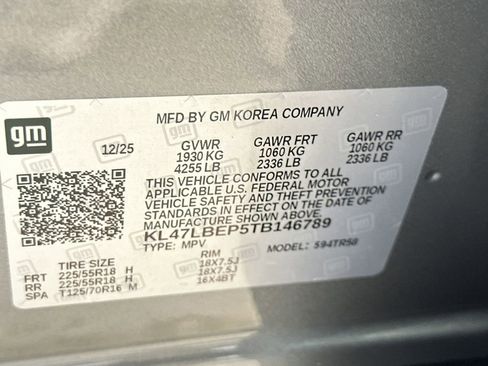 gm
MFD BY GM KOREA COMPANY
12/25 GVWR GAWR FRT GAWR RR
1930 KG 1060 KG 1060 KG
4255 LB 2336 LB 2336 LB
THIS VEHICLE CONFORMS TO ALL
APPLICABLE U.S. FEDERAL MOTOR
VEHICLE SAFETY AND THEFT PREVENTION
STANDARDS IN EFFECT ON THE DATE OF
MANUFACTURE SHOWN ABOVE.
KL47LBEP5TB146789
TYPE: MPV MODEL: 594TR58
TIRE SIZE RIM
FRT 225/55R18 H 18X7.5J
RR 225/55R18 H 18X7.5J
SPA T125/70R16 M 16X4BT